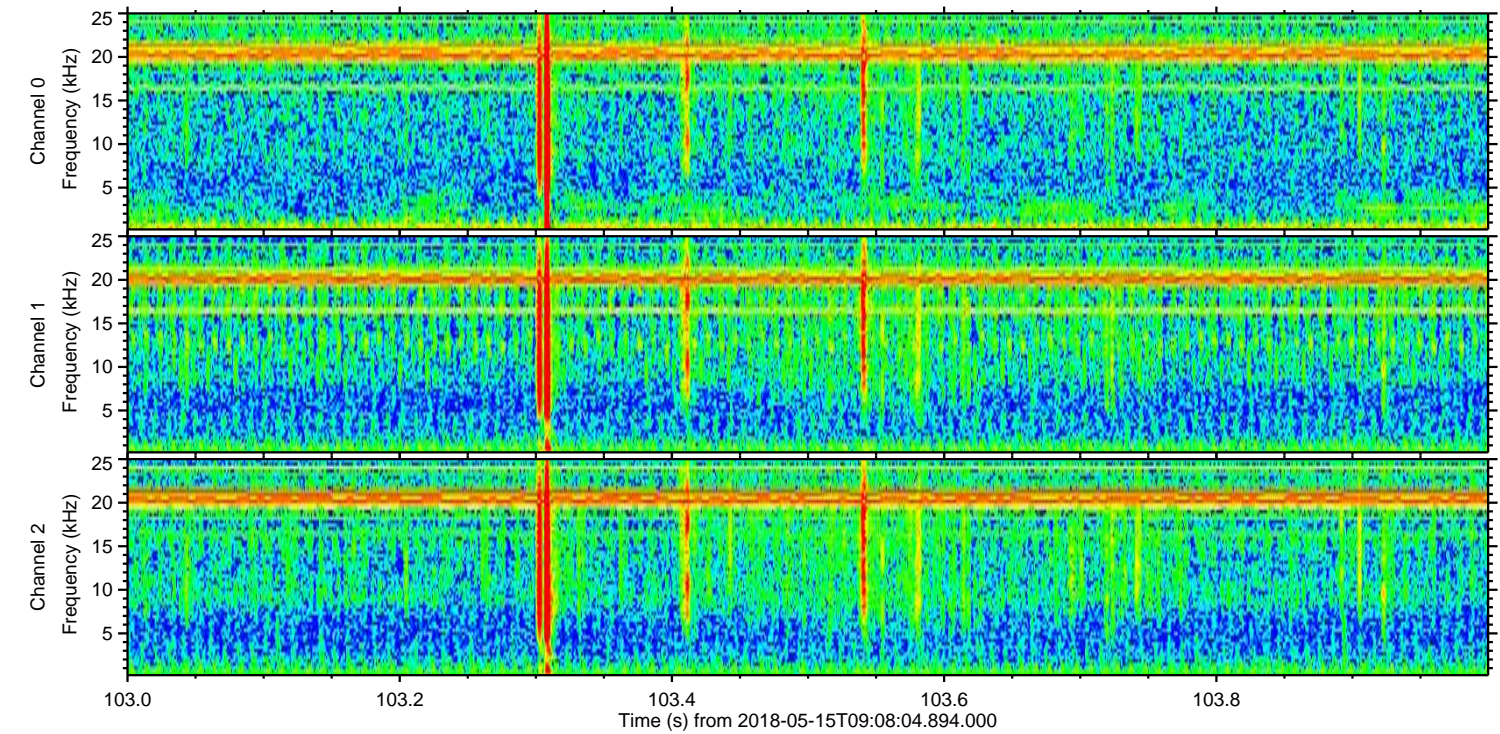 25
20
15
10
5
Channel 0
Frequency (kHz)
25
20
15
10
5
Channel 1
Frequency (kHz)
25
20
15
10
5
Channel 2
Frequency (kHz)
103.0 103.2 103.4 103.6 103.8
Time (s) from 2018-05-15T09:08:04.894.000